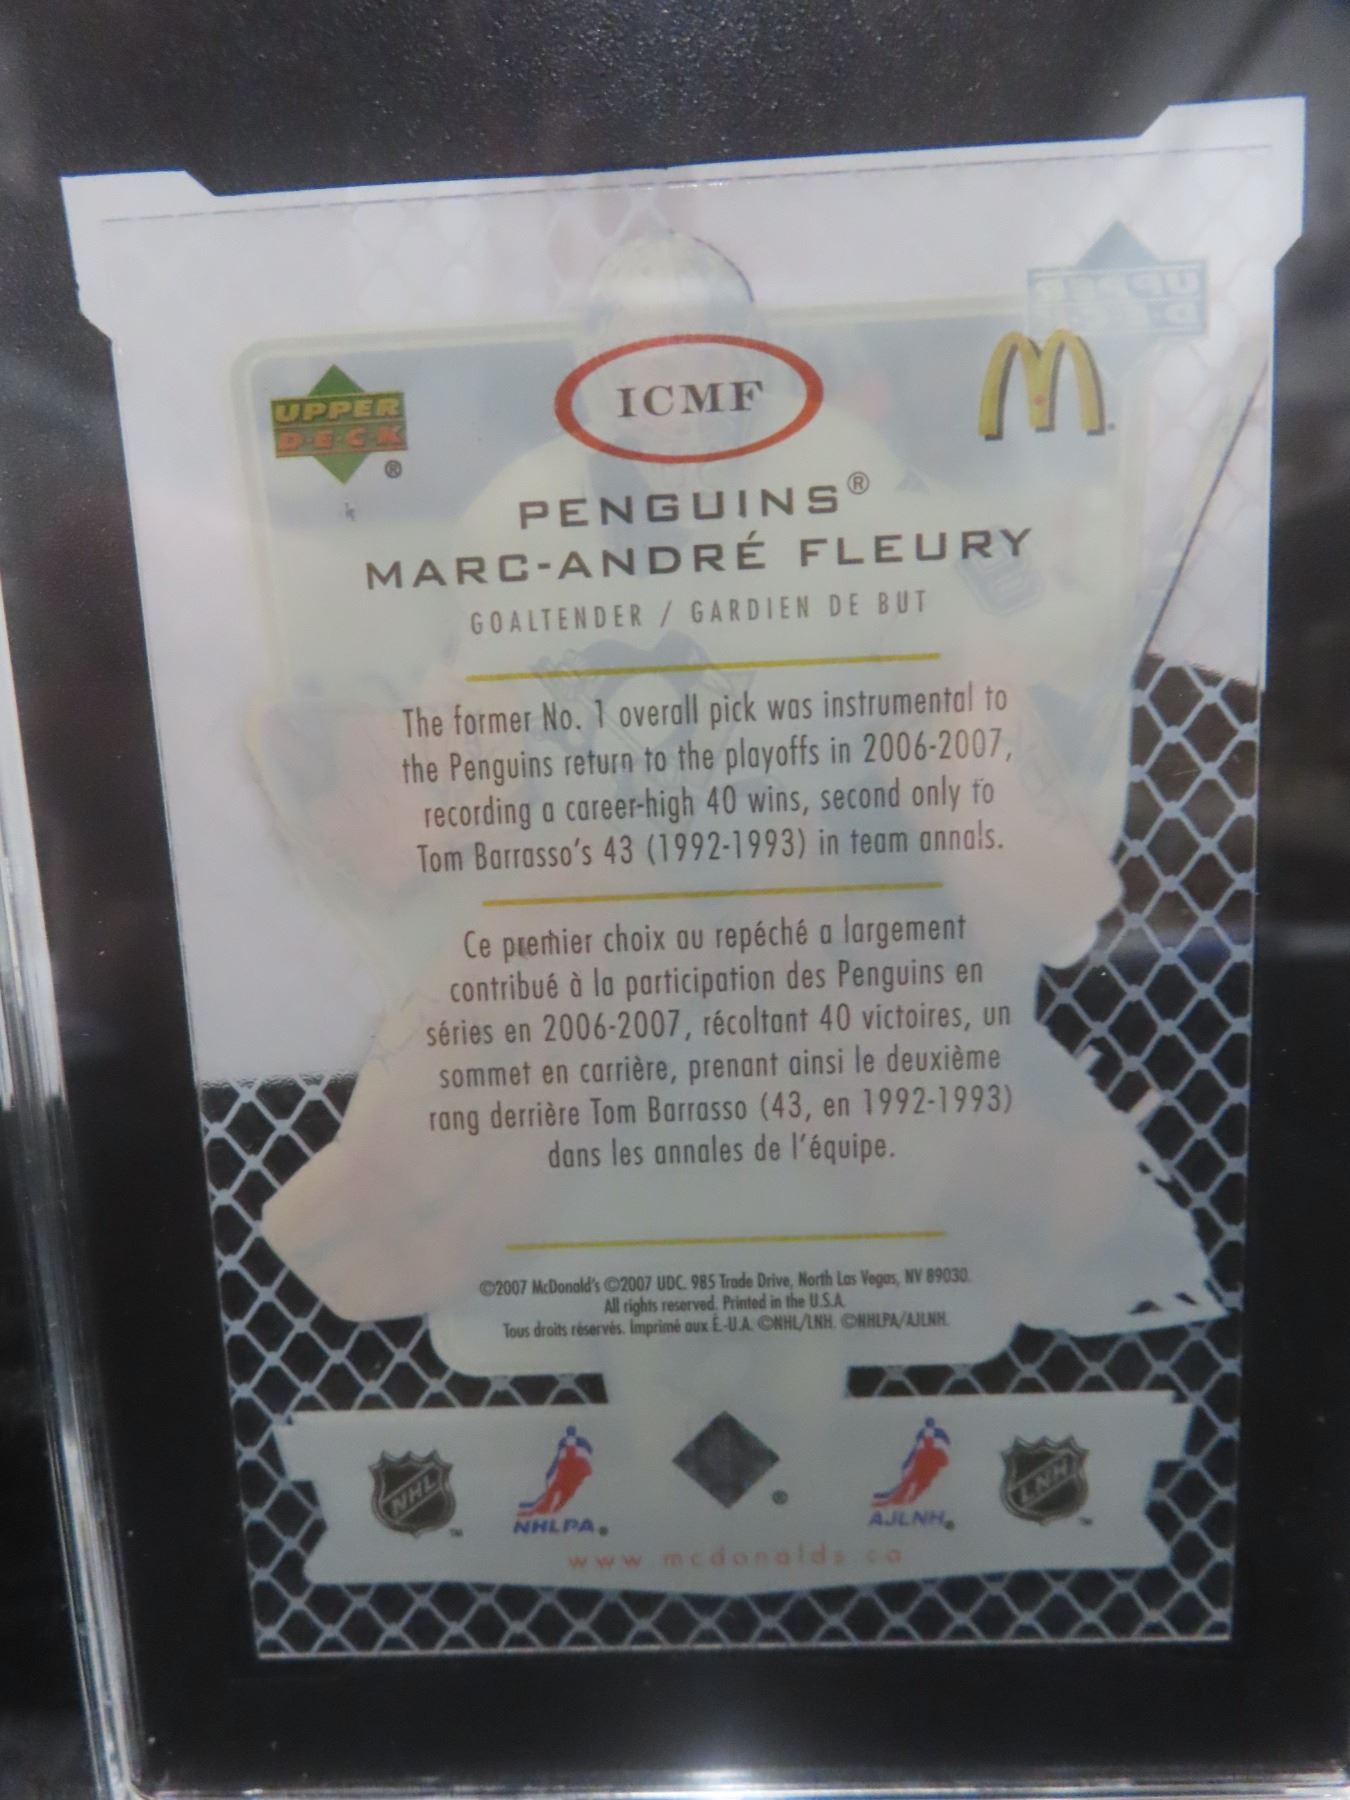 UPPER
DECK
®
ICMF
M
PENGUINS®
MARC-ANDRÉ FLEURY
GOALTENDER / GARDIEN DE BUT
The former No. 1 overall pick was instrumental to
the Penguins return to the playoffs in 2006-2007,
recording a career-high 40 wins, second only to
Tom Barrasso's 43 (1992-1993) in team annals.
Ce premier choix au repéché a largement
contribué à la participation des Penguins en
séries en 2006-2007, récoltant 40 victoires, un
sommet en carrière, prenant ainsi le deuxième
rang derrière Tom Barrasso (43, en 1992-1993)
dans les annales de l'équipe.
©2007 McDonald's ©2007 UDC. 985 Trade Drive, North Las Vegas, NV 89030.
All rights reserved. Printed in the U.S.A.
Tous droits réservés. Imprimé aux É.-U.A. ©NHL/LNH. ©NHLPA/AJLNH.
NHL
NHLPA
®
AJLNH
LNH
www.mcdonalds.ca